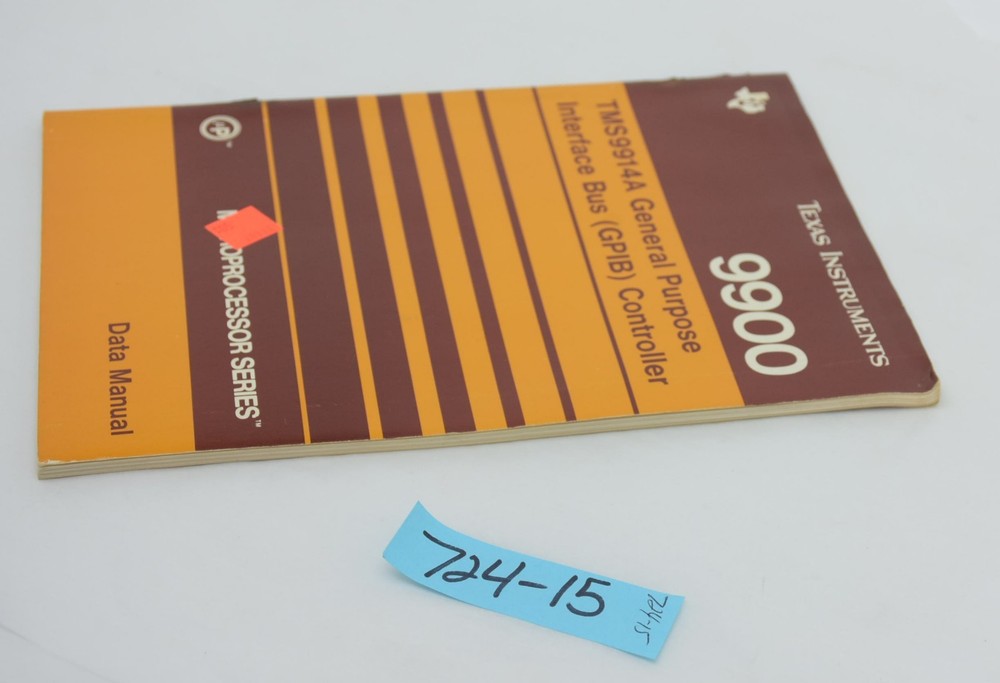 TEXAS INSTRUMENTS
9900
TMS9914A General Purpose
Interface Bus (GPIB) Controller
OPROCESSOR SERIES™
Data Manual
724-15
724-15